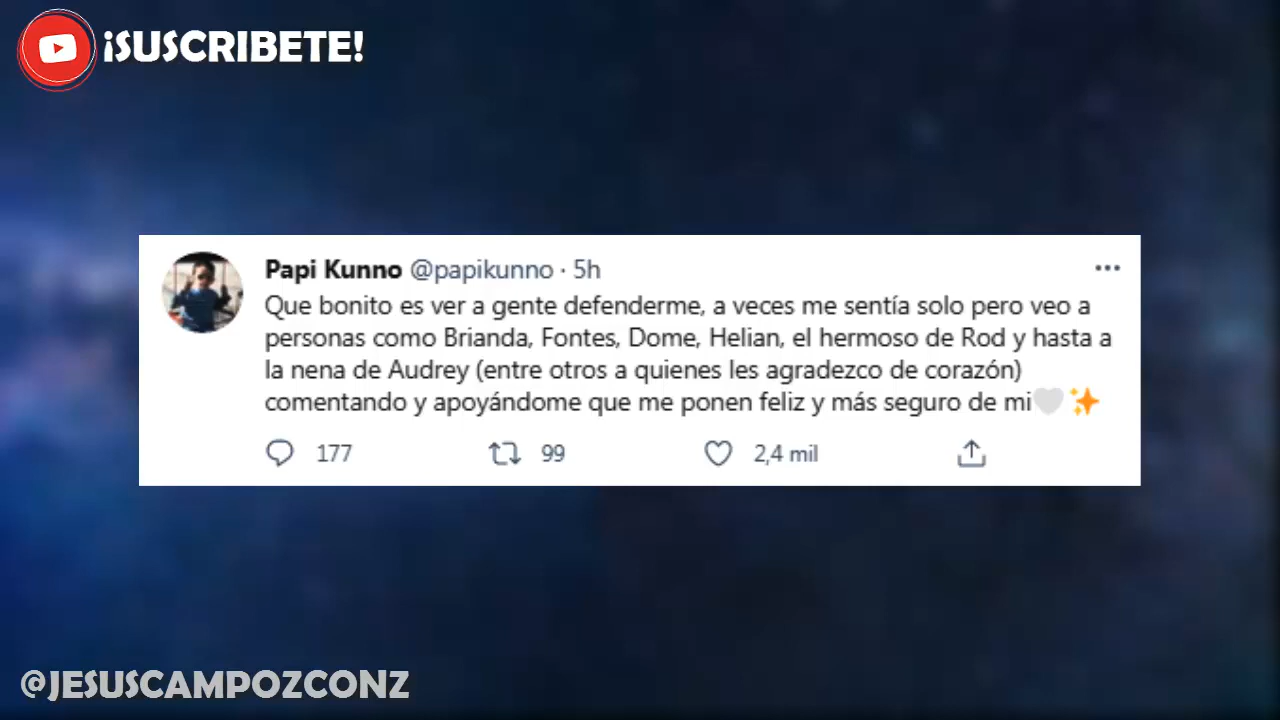 ¡SUSCRIBETE!
Papi Kunno @papikunno · 5h
Que bonito es ver a gente defenderme, a veces me sentía solo pero veo a
personas como Brianda, Fontes, Dome, Helian, el hermoso de Rod y hasta a
la nena de Audrey (entre otros a quienes les agradezco de corazón)
comentando y apoyándome que me ponen feliz y más seguro de mi🤍✨
177 99 2,4 mil
@JESUSCAMPOZCONZ